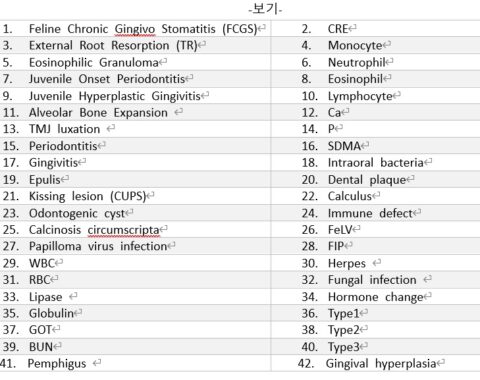 -보기-
1. Feline Chronic Gingivo Stomatitis (FCGS) 2. CRE
3. External Root Resorption (TR) 4. Monocyte
5. Eosinophilic Granuloma 6. Neutrophil
7. Juvenile Onset Periodontitis 8. Eosinophil
9. Juvenile Hyperplastic Gingivitis 10. Lymphocyte
11. Alveolar Bone Expansion 12. Ca
13. TMJ luxation 14. P
15. Periodontitis 16. SDMA
17. Gingivitis 18. Intraoral bacteria
19. Epulis 20. Dental plaque
21. Kissing lesion (CUPS) 22. Calculus
23. Odontogenic cyst 24. Immune defect
25. Calcinosis circumscripta 26. FeLV
27. Papilloma virus infection 28. FIP
29. WBC 30. Herpes
31. RBC 32. Fungal infection
33. Lipase 34. Hormone change
35. Globulin 36. Type1
37. GOT 38. Type2
39. BUN 40. Type3
41. Pemphigus 42. Gingival hyperplasia